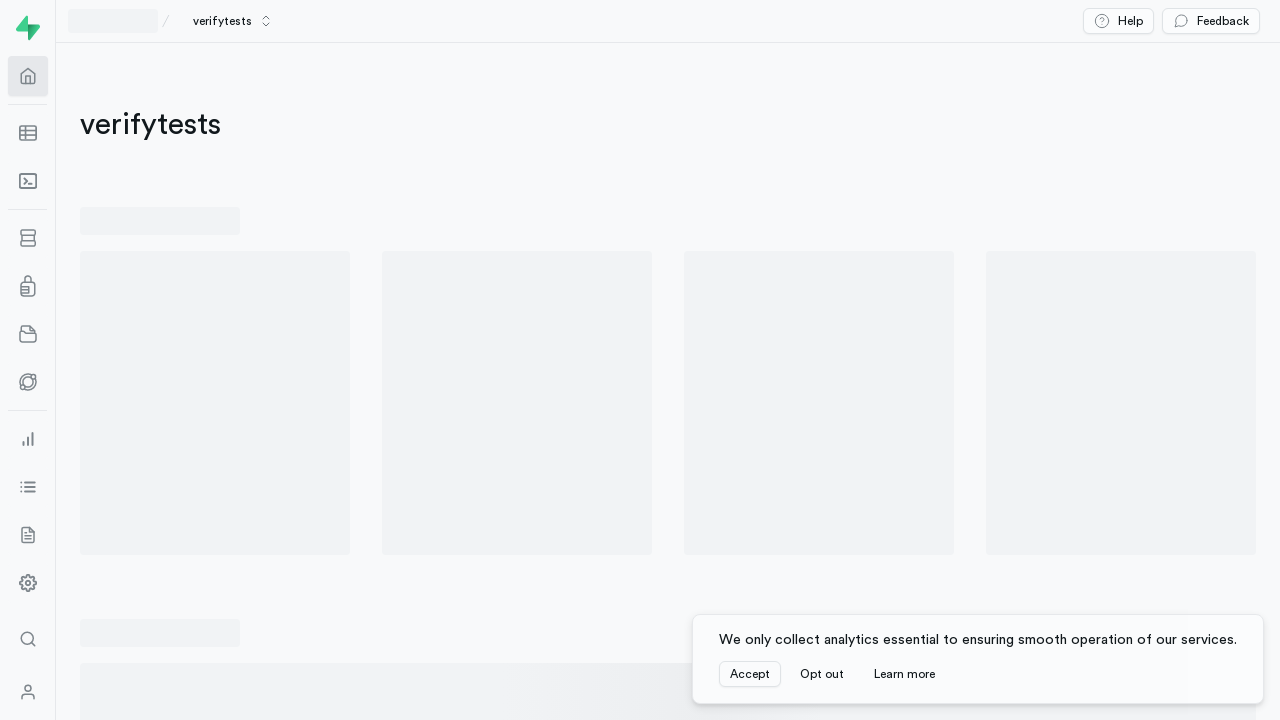 verifytests
Help
Feedback
verifytests
We only collect analytics essential to ensuring smooth operation of our services.
Accept
Opt out
Learn more